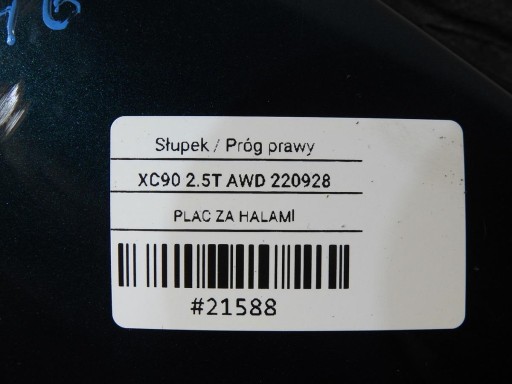 Słupek / Próg prawy
XC90 2.5T AWD 220928
PLAC ZA HALAMI
#21588